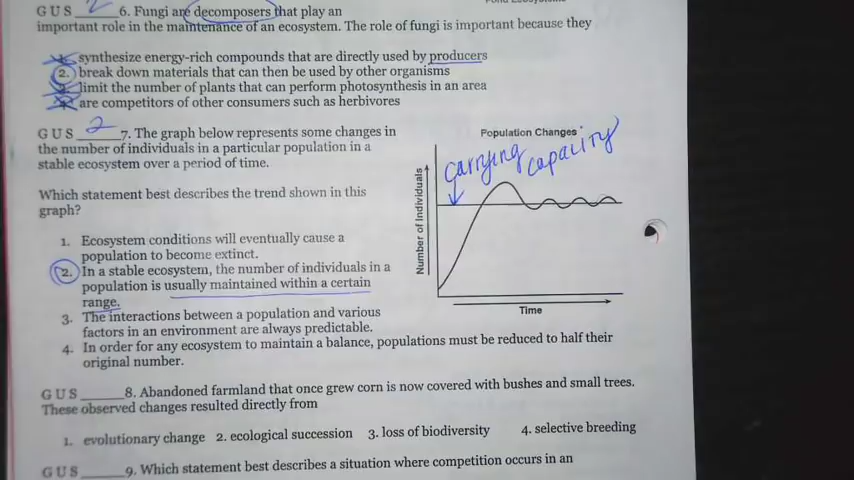 G U S 2 6. Fungi are decomposers that play an
important role in the maintenance of an ecosystem. The role of fungi is important because they
1. synthesize energy-rich compounds that are directly used by producers
2. break down materials that can then be used by other organisms
3. limit the number of plants that can perform photosynthesis in an area
4. are competitors of other consumers such as herbivores
G U S 2 7. The graph below represents some changes in
the number of individuals in a particular population in a
stable ecosystem over a period of time.
Which statement best describes the trend shown in this
graph?
1. Ecosystem conditions will eventually cause a
population to become extinct.
2. In a stable ecosystem, the number of individuals in a
population is usually maintained within a certain
range.
3. The interactions between a population and various
factors in an environment are always predictable.
4. In order for any ecosystem to maintain a balance, populations must be reduced to half their
original number.
Population Changes
carrying capacity
Number of Individuals
Time
G U S 8. Abandoned farmland that once grew corn is now covered with bushes and small trees.
These observed changes resulted directly from
1. evolutionary change 2. ecological succession 3. loss of biodiversity 4. selective breeding
G U S 9. Which statement best describes a situation where competition occurs in an